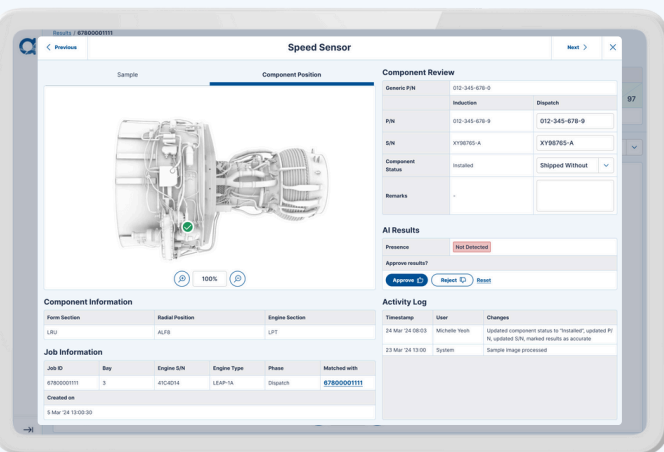 Results / 67800001111
Previous
Speed Sensor
Next
97
Sample
Component Position
100%
Component Information
Form Section Radial Position Engine Section
LRU ALF8 LPT
Job Information
Job ID Bay Engine S/N Engine Type Phase Matched with
67800001111 3 41C4D14 LEAP-1A Dispatch 67800001111
Created on
5 Mar '24 13:00:30
Component Review
Generic P/N 012-345-678-0
Induction Dispatch
P/N 012-345-678-9 012-345-678-9
S/N XY98765-A XY98765-A
Component
Status Installed Shipped Without
Remarks -
AI Results
Presence Not Detected
Approve results?
Approve Reject Reset
Activity Log
Timestamp User Changes
24 Mar '24 08:03 Michelle Yeoh Updated component status to "Installed", updated P/
N, updated S/N, marked results as accurate
23 Mar '24 13:00 System Sample image processed